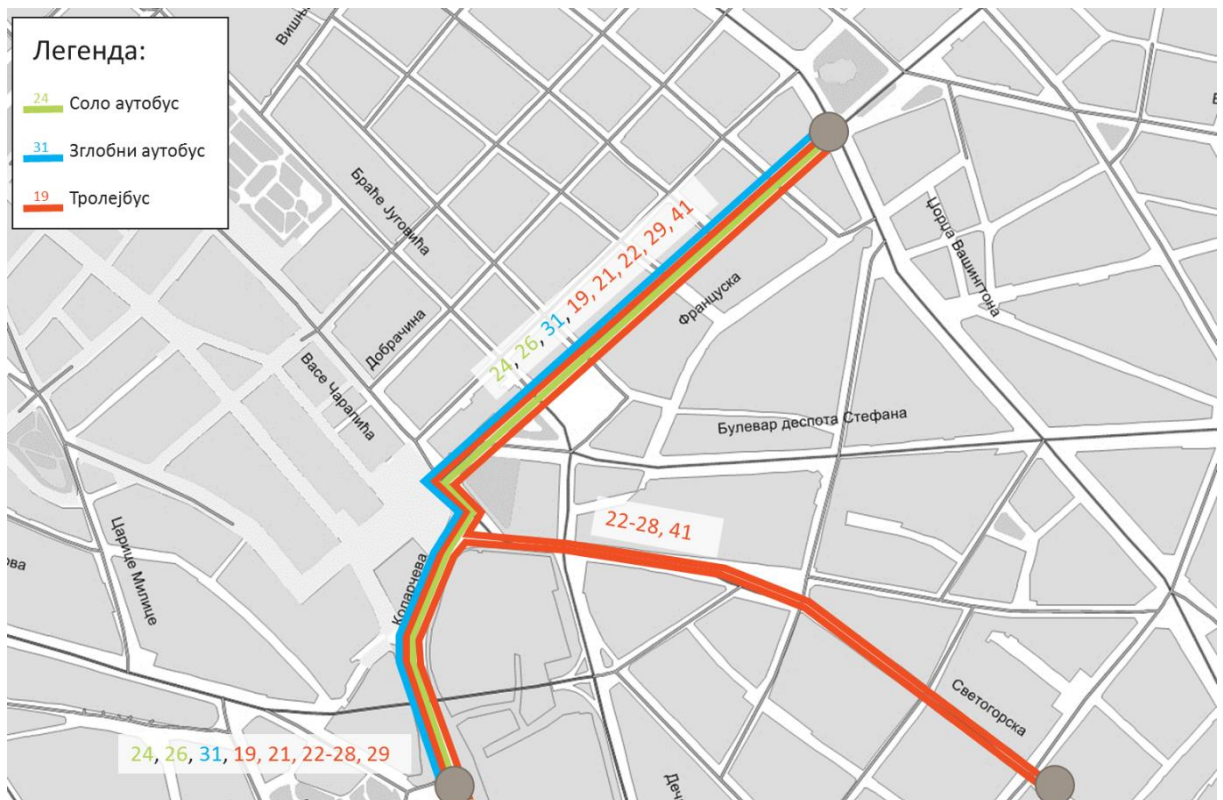 Легенда:
24
Соло аутобус
31
Зглобни аутобус
19
Тролејбус
Браће Југовића
Џорџа Вашингтона
24, 26, 31, 19, 21, 22, 29, 41
Француска
Добрачина
Васе Чарапића
Булевар деспота Стефана
22-28, 41
Царице Милице
Коларчева
Светогорска
24, 26, 31, 19, 21, 22-28, 29